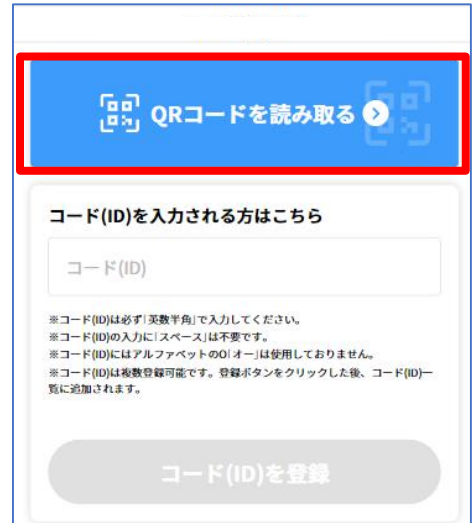 QRコードを読み取る
コード(ID)を入力される方はこちら
コード(ID)
※コード(ID)は必ず「英数半角」で入力してください。
※コード(ID)の入力に「スペース」は不要です。
※コード(ID)にはアルファベットのO「オー」は使用しておりません。
※コード(ID)は複数登録可能です。登録ボタンをクリックした後、コード(ID)一
覧に追加されます。
コード(ID)を登録